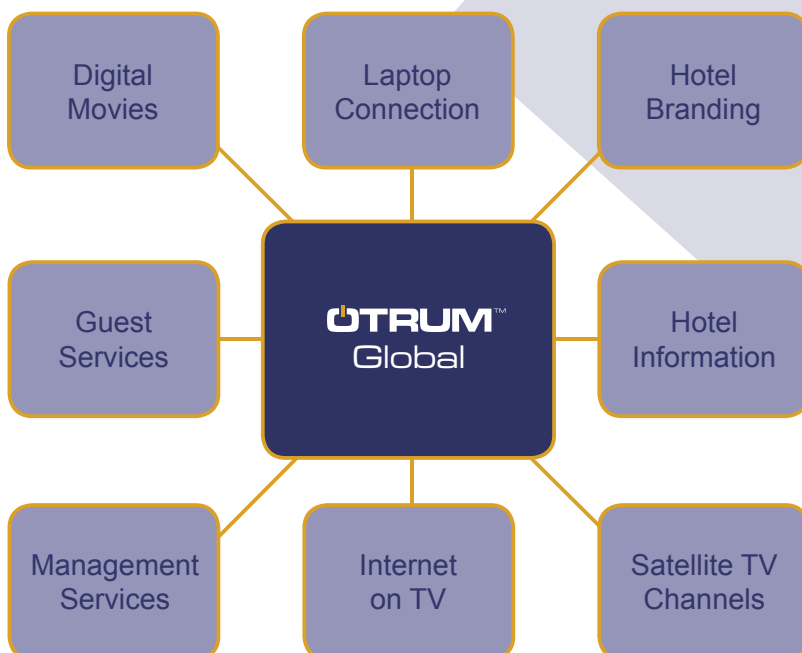 Digital
Movies
Laptop
Connection
Hotel
Branding
Guest
Services
OTRUM™
Global
Hotel
Information
Management
Services
Internet
on TV
Satellite TV
Channels